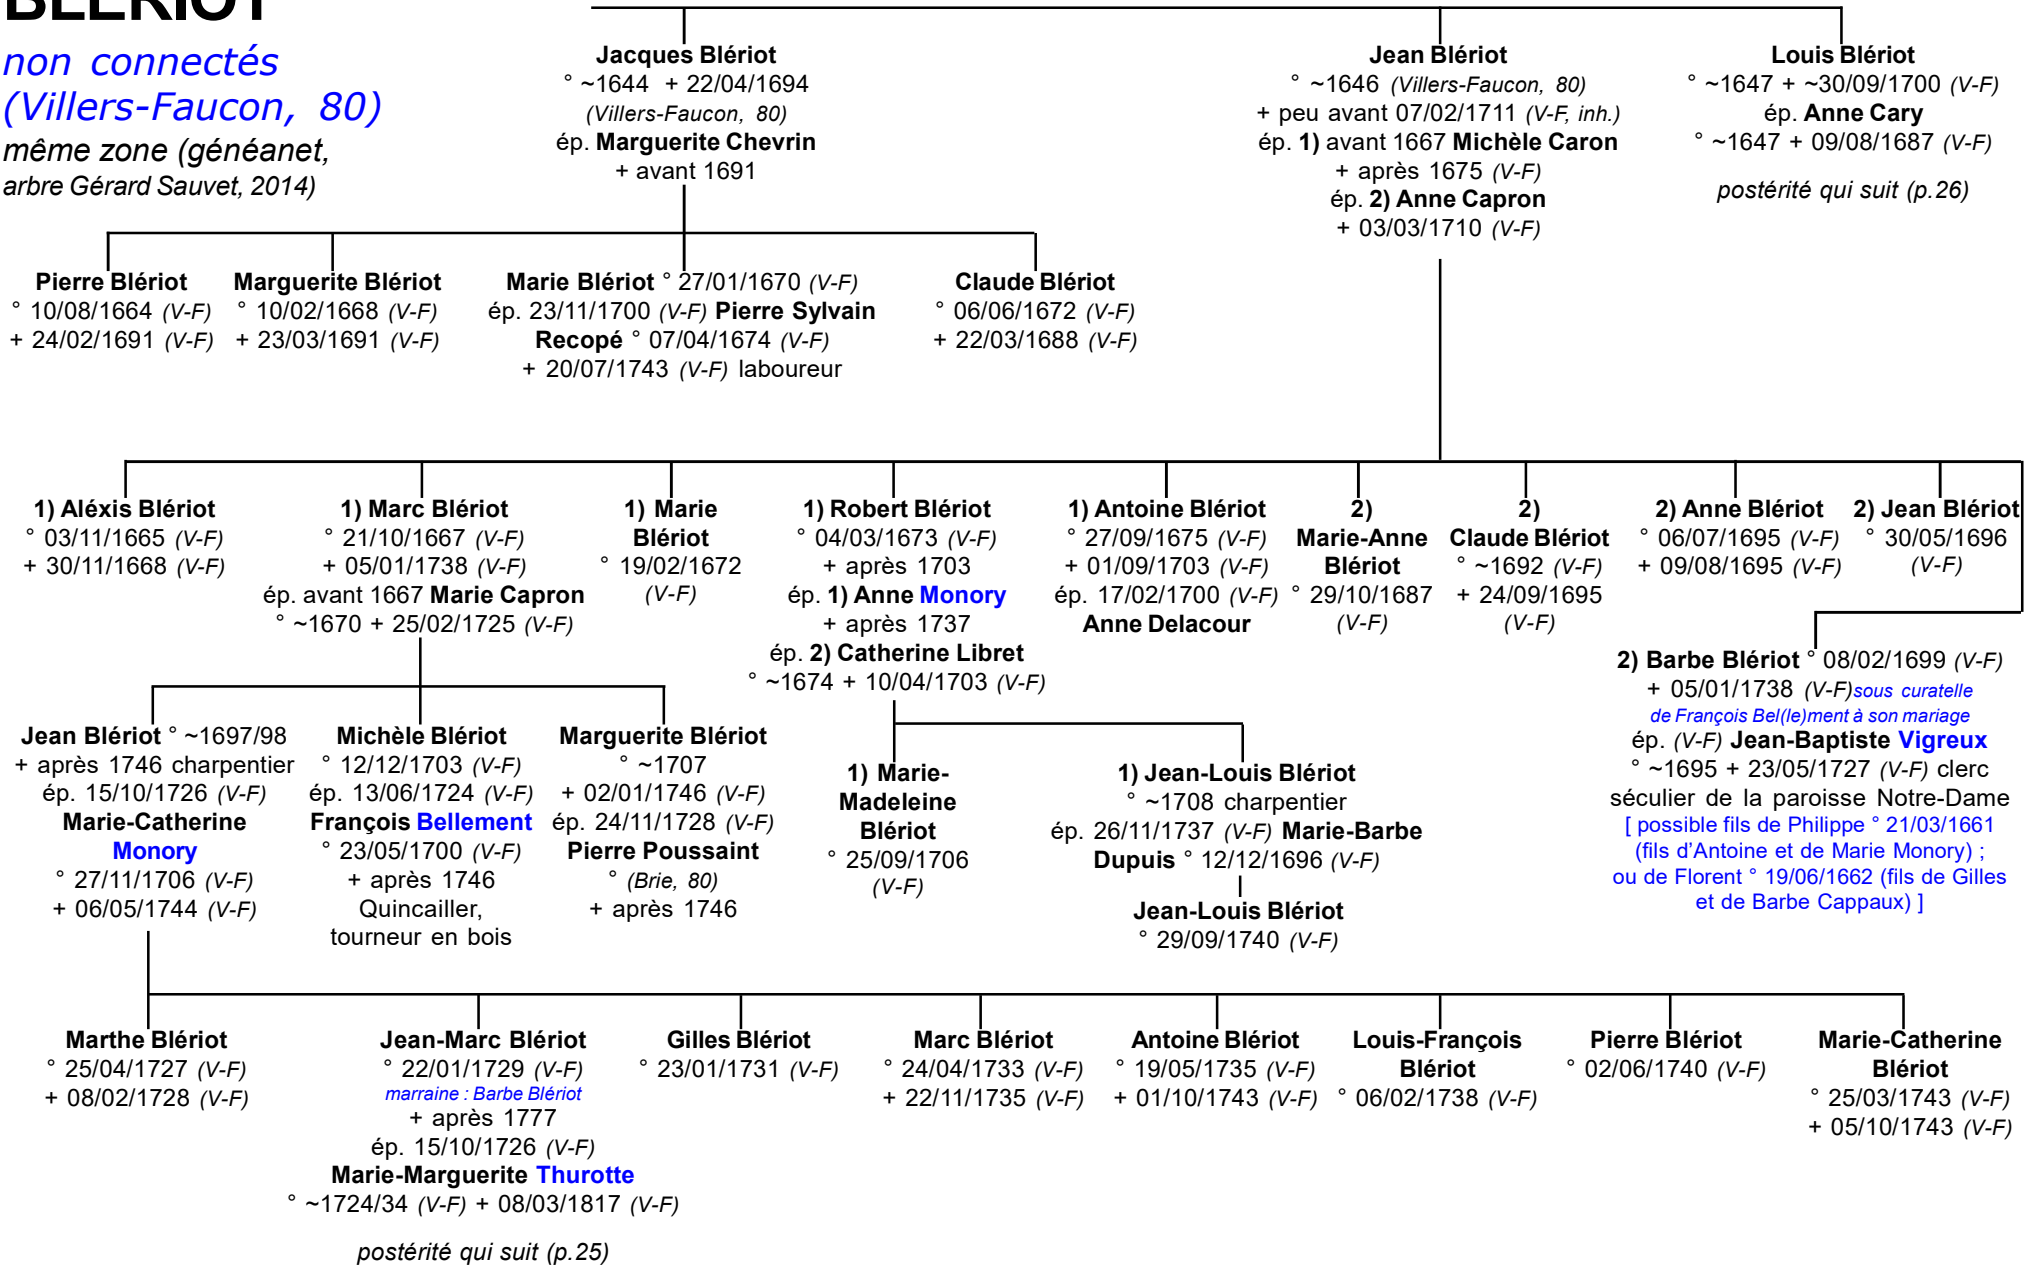 BLÉRIOT
non connectés
(Villers-Faucon, 80)
même zone (généanet,
arbre Gérard Sauvet, 2014)
Jacques Blériot
° ~1644 + 22/04/1694
(Villers-Faucon, 80)
ép. Marguerite Chevrin
+ avant 1691
Jean Blériot
° ~1646 (Villers-Faucon, 80)
+ peu avant 07/02/1711 (V-F, inh.)
ép. 1) avant 1667 Michèle Caron
+ après 1675 (V-F)
ép. 2) Anne Capron
+ 03/03/1710 (V-F)
Louis Blériot
° ~1647 + ~30/09/1700 (V-F)
ép. Anne Cary
° ~1647 + 09/08/1687 (V-F)
postérité qui suit (p.26)
Pierre Blériot
° 10/08/1664 (V-F)
+ 24/02/1691 (V-F)
Marguerite Blériot
° 10/02/1668 (V-F)
+ 23/03/1691 (V-F)
Marie Blériot ° 27/01/1670 (V-F)
ép. 23/11/1700 (V-F) Pierre Sylvain
Recopé ° 07/04/1674 (V-F)
+ 20/07/1743 (V-F) laboureur
Claude Blériot
° 06/06/1672 (V-F)
+ 22/03/1688 (V-F)
1) Aléxis Blériot
° 03/11/1665 (V-F)
+ 30/11/1668 (V-F)
1) Marc Blériot
° 21/10/1667 (V-F)
+ 05/01/1738 (V-F)
ép. avant 1667 Marie Capron
° ~1670 + 25/02/1725 (V-F)
1) Marie
Blériot
° 19/02/1672
(V-F)
1) Robert Blériot
° 04/03/1673 (V-F)
+ après 1703
ép. 1) Anne Monory
+ après 1737
ép. 2) Catherine Libret
° ~1674 + 10/04/1703 (V-F)
1) Antoine Blériot
° 27/09/1675 (V-F)
+ 01/09/1703 (V-F)
ép. 17/02/1700 (V-F)
Anne Delacour
2)
Marie-Anne
Blériot
° 29/10/1687
(V-F)
2)
Claude Blériot
° ~1692 (V-F)
+ 24/09/1695
(V-F)
2) Anne Blériot
° 06/07/1695 (V-F)
+ 09/08/1695 (V-F)
2) Jean Blériot
° 30/05/1696
(V-F)
2) Barbe Blériot ° 08/02/1699 (V-F)
+ 05/01/1738 (V-F) sous curatelle
de François Bel(le)ment à son mariage
ép. (V-F) Jean-Baptiste Vigreux
° ~1695 + 23/05/1727 (V-F) clerc
séculier de la paroisse Notre-Dame
[ possible fils de Philippe ° 21/03/1661
(fils d'Antoine et de Marie Monory) ;
ou de Florent ° 19/06/1662 (fils de Gilles
et de Barbe Cappaux) ]
Jean Blériot ° ~1697/98
+ après 1746 charpentier
ép. 15/10/1726 (V-F)
Marie-Catherine
Monory
° 27/11/1706 (V-F)
+ 06/05/1744 (V-F)
Michèle Blériot
° 12/12/1703 (V-F)
ép. 13/06/1724 (V-F)
François Bellement
° 23/05/1700 (V-F)
+ après 1746
Quincailler,
tourneur en bois
Marguerite Blériot
° ~1707
+ 02/01/1746 (V-F)
ép. 24/11/1728 (V-F)
Pierre Poussaint
° (Brie, 80)
+ après 1746
1) Marie-
Madeleine
Blériot
° 25/09/1706
(V-F)
1) Jean-Louis Blériot
° ~1708 charpentier
ép. 26/11/1737 (V-F) Marie-Barbe
Dupuis ° 12/12/1696 (V-F)
Jean-Louis Blériot
° 29/09/1740 (V-F)
Marthe Blériot
° 25/04/1727 (V-F)
+ 08/02/1728 (V-F)
Jean-Marc Blériot
° 22/01/1729 (V-F)
marraine : Barbe Blériot
+ après 1777
ép. 15/10/1726 (V-F)
Marie-Marguerite Thurotte
° ~1724/34 (V-F) + 08/03/1817 (V-F)
postérité qui suit (p.25)
Gilles Blériot
° 23/01/1731 (V-F)
Marc Blériot
° 24/04/1733 (V-F)
+ 22/11/1735 (V-F)
Antoine Blériot
° 19/05/1735 (V-F)
+ 01/10/1743 (V-F)
Louis-François
Blériot
° 06/02/1738 (V-F)
Pierre Blériot
° 02/06/1740 (V-F)
Marie-Catherine
Blériot
° 25/03/1743 (V-F)
+ 05/10/1743 (V-F)